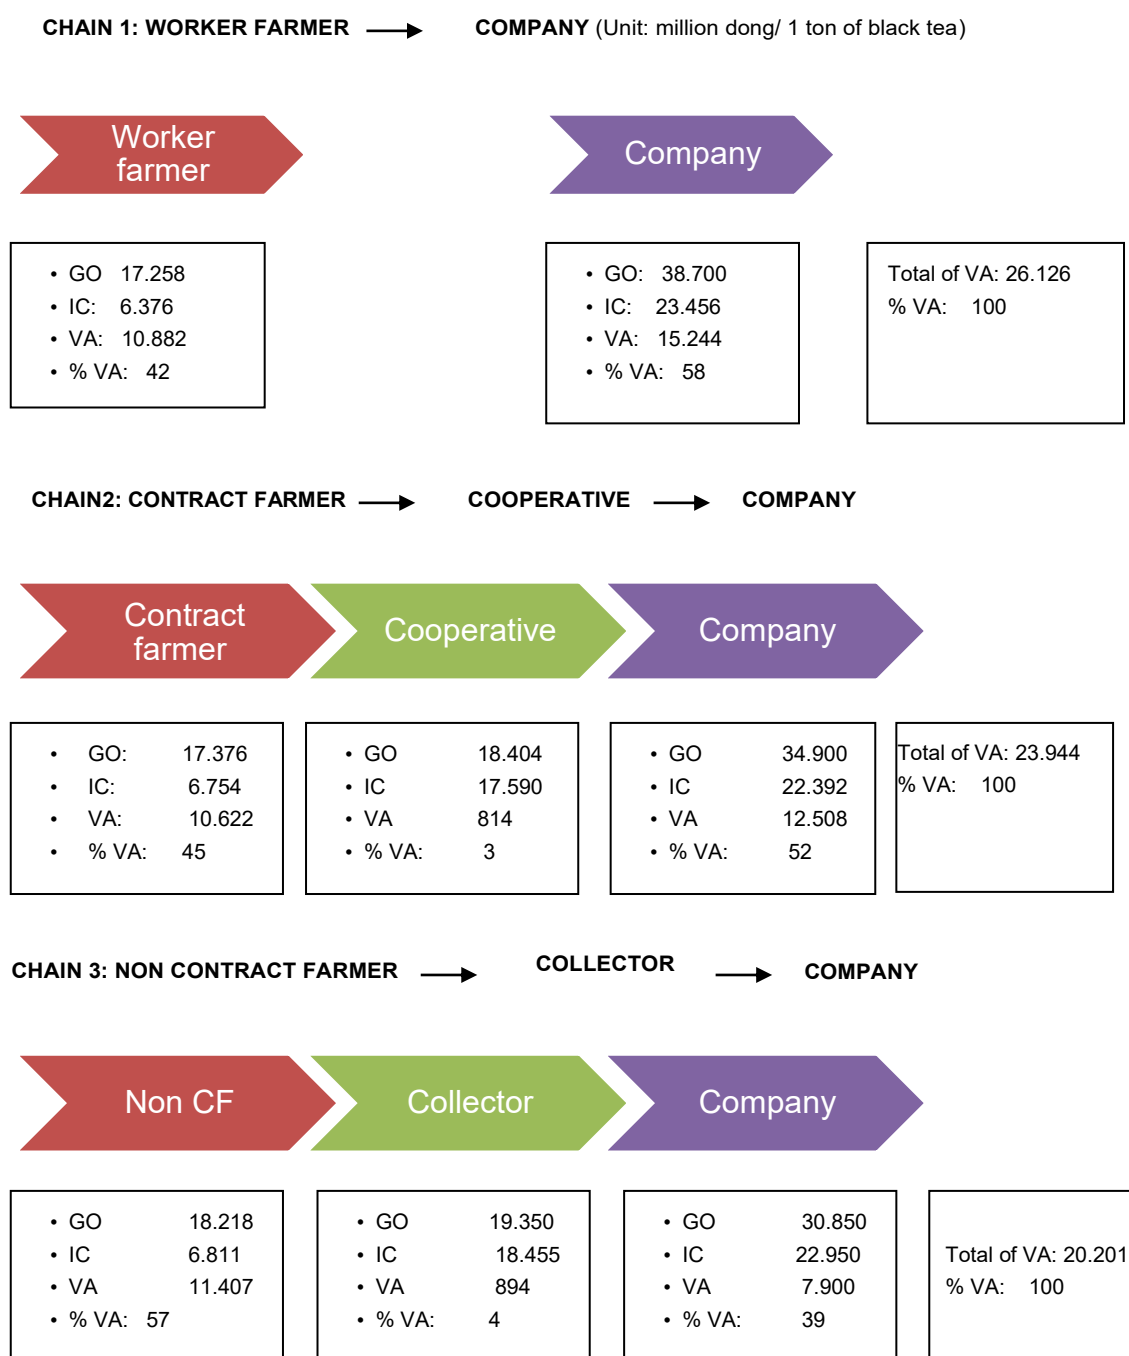 CHAIN 1: WORKER FARMER → COMPANY (Unit: million dong/ 1 ton of black tea)
Worker
farmer
Company
• GO 17.258
• IC: 6.376
• VA: 10.882
• % VA: 42
• GO: 38.700
• IC: 23.456
• VA: 15.244
• % VA: 58
Total of VA: 26.126
% VA: 100
CHAIN2: CONTRACT FARMER → COOPERATIVE → COMPANY
Contract
farmer
Cooperative
Company
• GO: 17.376
• IC: 6.754
• VA: 10.622
• % VA: 45
• GO 18.404
• IC 17.590
• VA 814
• % VA: 3
• GO 34.900
• IC 22.392
• VA 12.508
• % VA: 52
Total of VA: 23.944
% VA: 100
CHAIN 3: NON CONTRACT FARMER → COLLECTOR → COMPANY
Non CF
Collector
Company
• GO 18.218
• IC 6.811
• VA 11.407
• % VA: 57
• GO 19.350
• IC 18.455
• VA 894
• % VA: 4
• GO 30.850
• IC 22.950
• VA 7.900
• % VA: 39
Total of VA: 20.201
% VA: 100